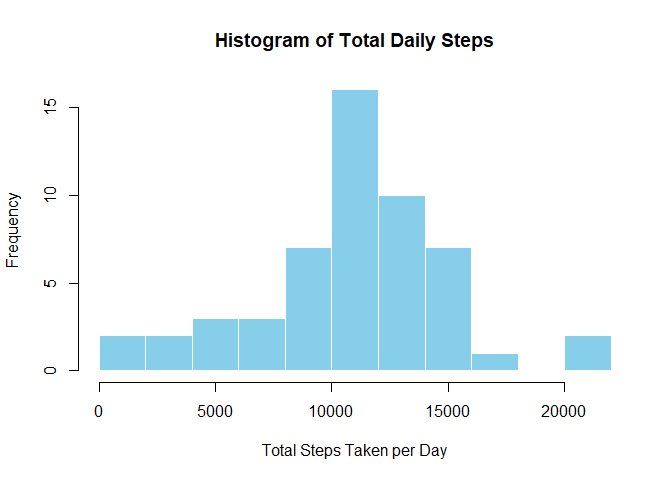 Histogram of Total Daily Steps
15
10
5
0
Frequency
0 5000 10000 15000 20000
Total Steps Taken per Day